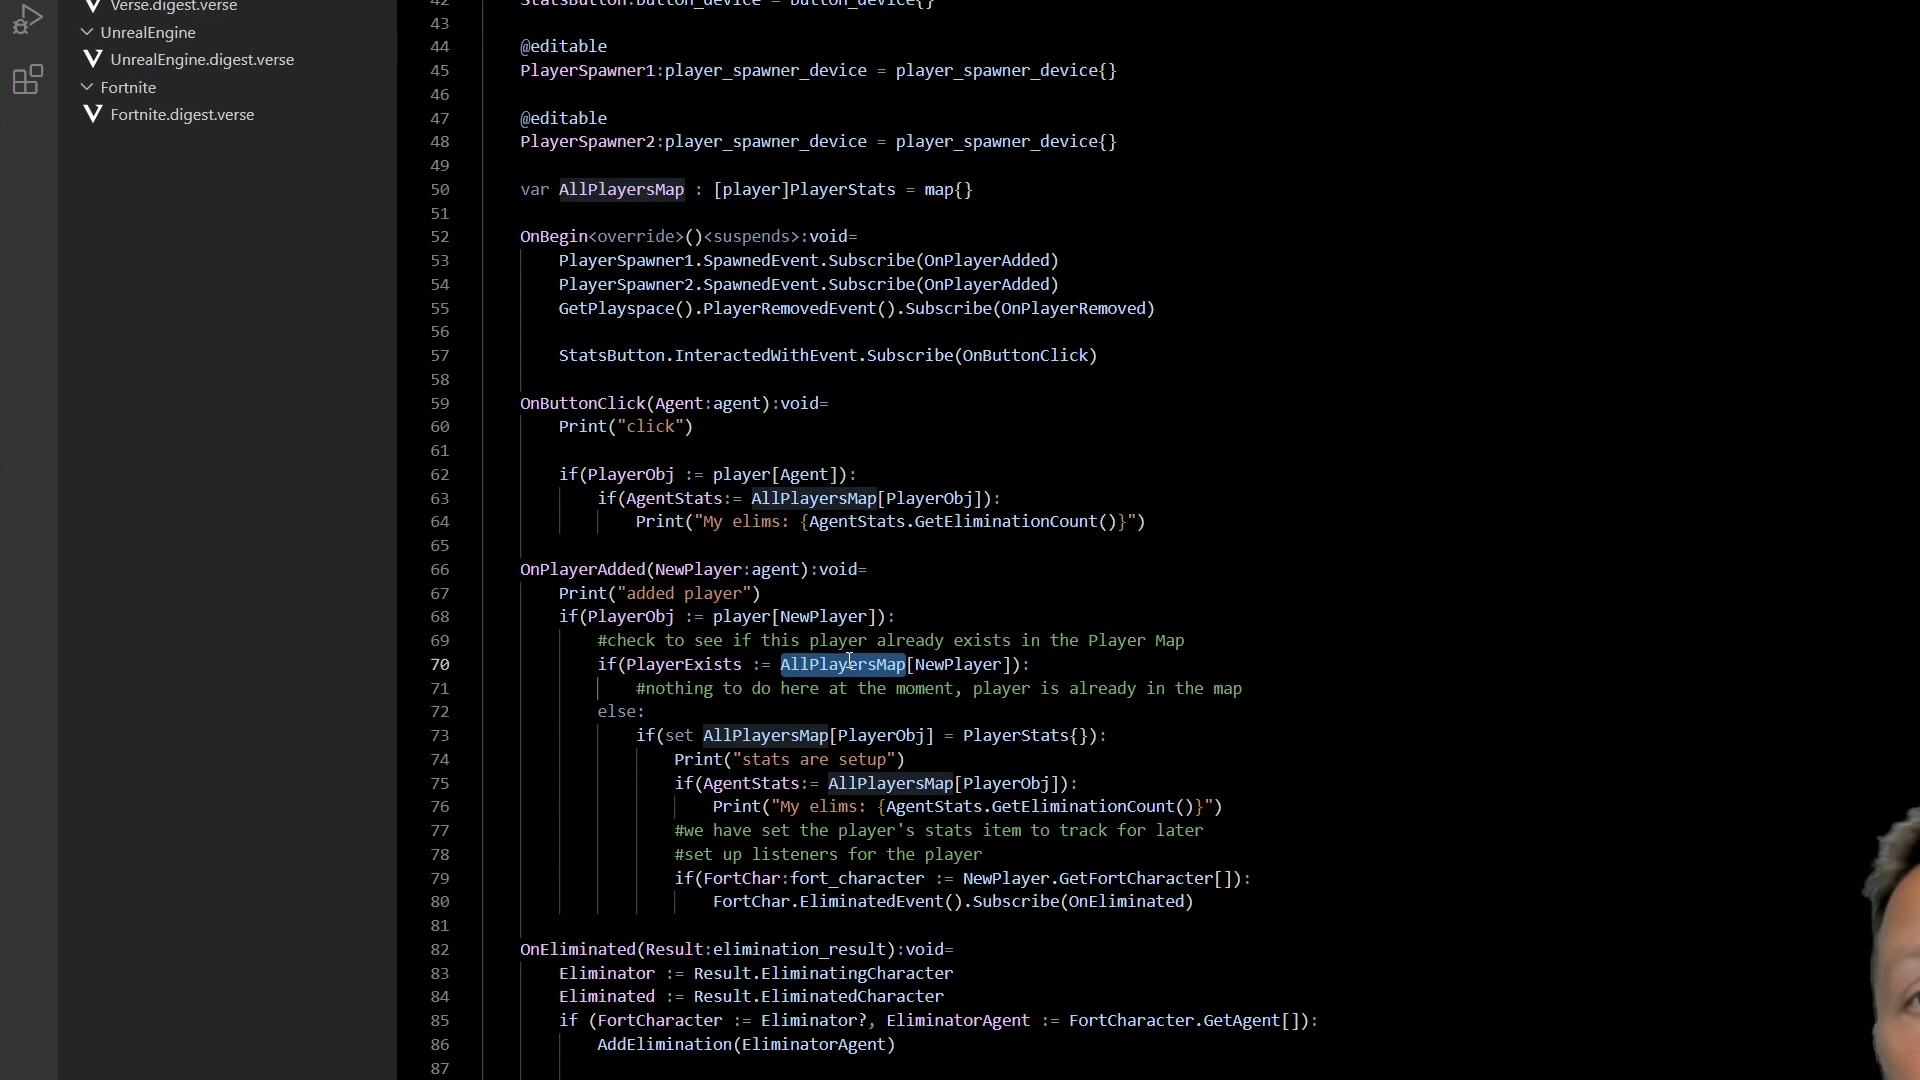 Verse.digest.verse
UnrealEngine
UnrealEngine.digest.verse
Fortnite
Fortnite.digest.verse
42 StatsButton:button_device = button_device{}
43
44 @editable
45 PlayerSpawner1:player_spawner_device = player_spawner_device{}
46
47 @editable
48 PlayerSpawner2:player_spawner_device = player_spawner_device{}
49
50 var AllPlayersMap : [player]PlayerStats = map{}
51
52 OnBegin<override>()<suspends>:void=
53 PlayerSpawner1.SpawnedEvent.Subscribe(OnPlayerAdded)
54 PlayerSpawner2.SpawnedEvent.Subscribe(OnPlayerAdded)
55 GetPlayspace().PlayerRemovedEvent().Subscribe(OnPlayerRemoved)
56
57 StatsButton.InteractedWithEvent.Subscribe(OnButtonClick)
58
59 OnButtonClick(Agent:agent):void=
60 Print("click")
61
62 if(PlayerObj := player[Agent]):
63 if(AgentStats:= AllPlayersMap[PlayerObj]):
64 Print("My elims: {AgentStats.GetEliminationCount()}")
65
66 OnPlayerAdded(NewPlayer:agent):void=
67 Print("added player")
68 if(PlayerObj := player[NewPlayer]):
69 #check to see if this player already exists in the Player Map
70 if(PlayerExists := AllPlayersMap[NewPlayer]):
71 #nothing to do here at the moment, player is already in the map
72 else:
73 if(set AllPlayersMap[PlayerObj] = PlayerStats{}):
74 Print("stats are setup")
75 if(AgentStats:= AllPlayersMap[PlayerObj]):
76 Print("My elims: {AgentStats.GetEliminationCount()}")
77 #we have set the player's stats item to track for later
78 #set up listeners for the player
79 if(FortChar:fort_character := NewPlayer.GetFortCharacter[]):
80 FortChar.EliminatedEvent().Subscribe(OnEliminated)
81
82 OnEliminated(Result:elimination_result):void=
83 Eliminator := Result.EliminatingCharacter
84 Eliminated := Result.EliminatedCharacter
85 if (FortCharacter := Eliminator?, EliminatorAgent := FortCharacter.GetAgent[]):
86 AddElimination(EliminatorAgent)
87